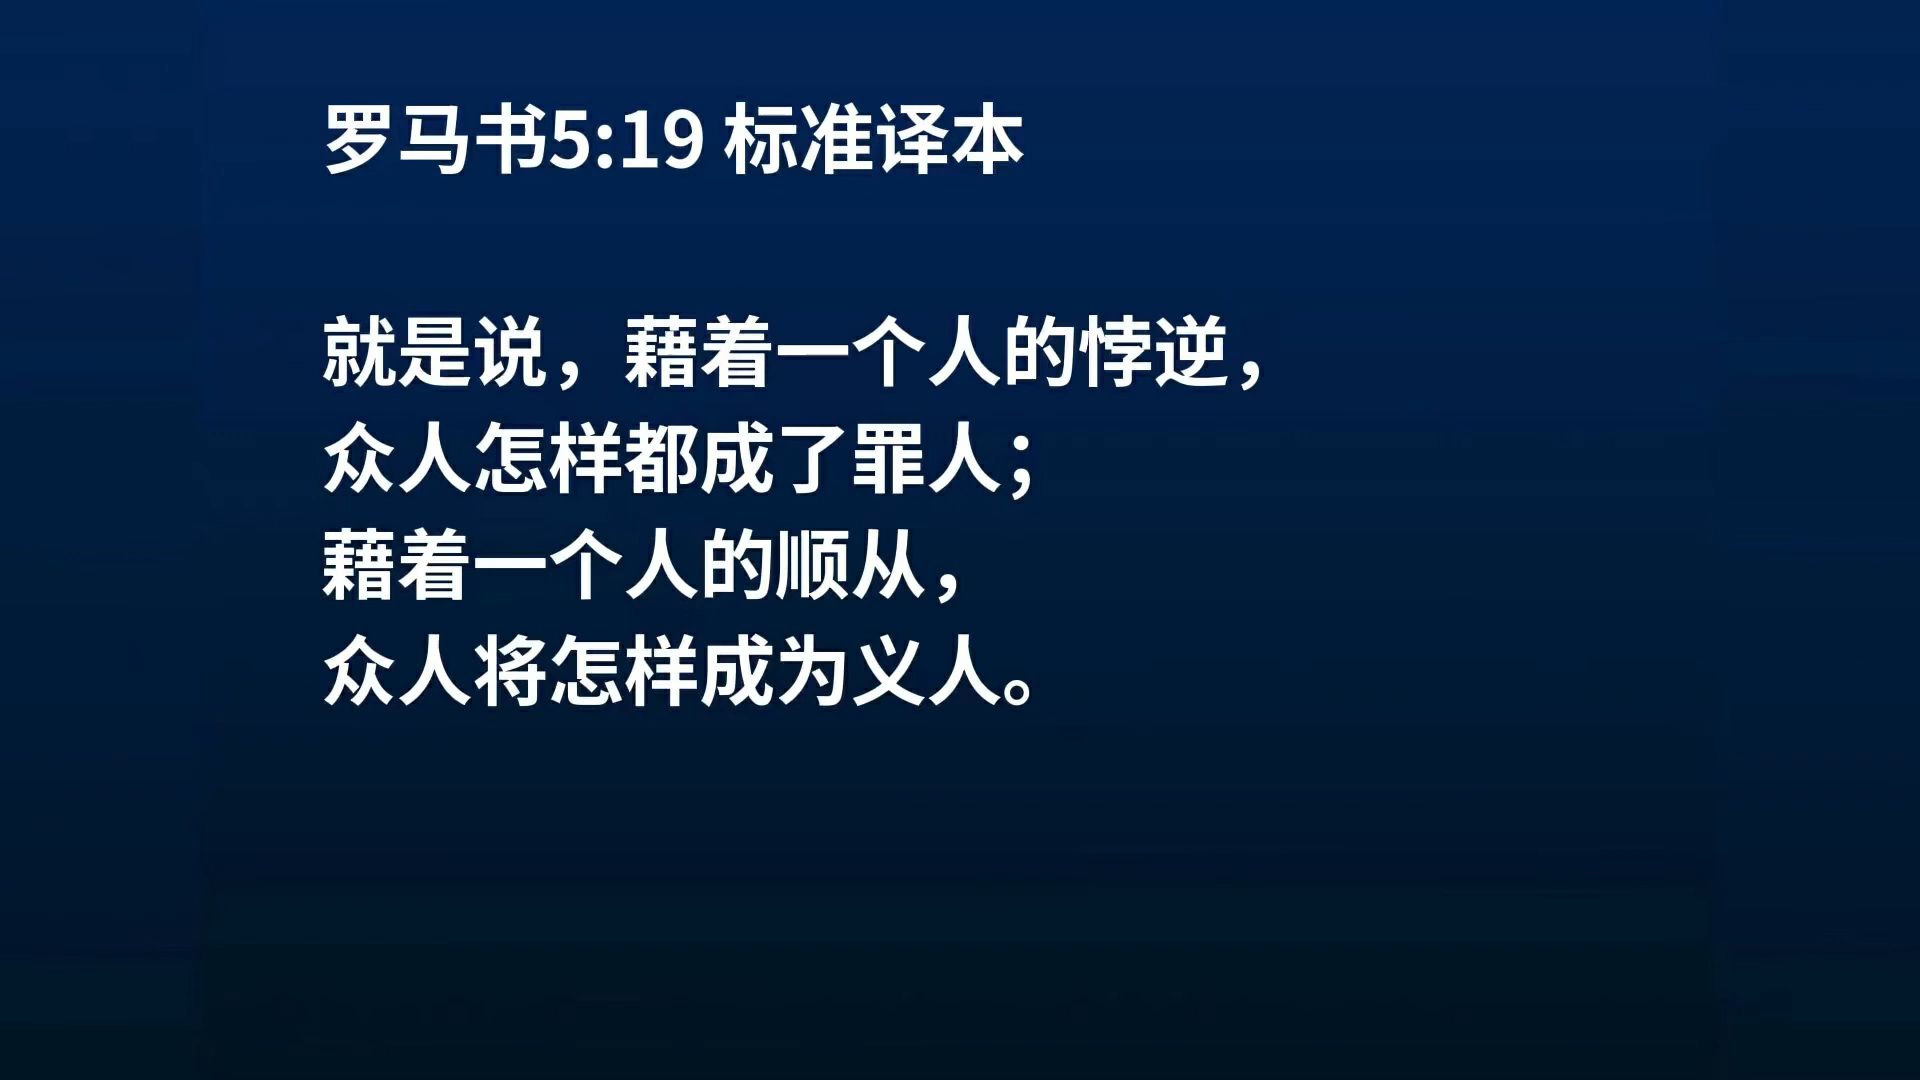 罗马书5:19 标准译本
就是说，藉着一个人的悖逆，
众人怎样都成了罪人；
藉着一个人的顺从，
众人将怎样成为义人。